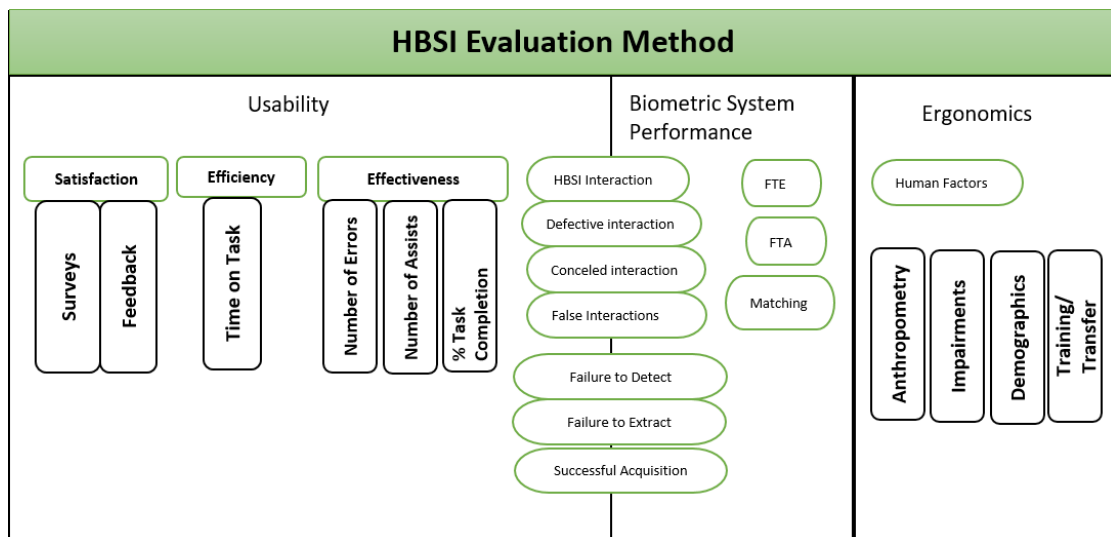 HBSI Evaluation Method
Usability
Biometric System
Performance
Ergonomics
Satisfaction
Efficiency
Effectiveness
Surveys
Feedback
Time on Task
Number of Errors
Number of Assists
% Task
Completion
HBSI Interaction
Defective interaction
Conceled interaction
False Interactions
Failure to Detect
Failure to Extract
Successful Acquisition
FTE
FTA
Matching
Human Factors
Anthropometry
Impairments
Demographics
Training/
Transfer